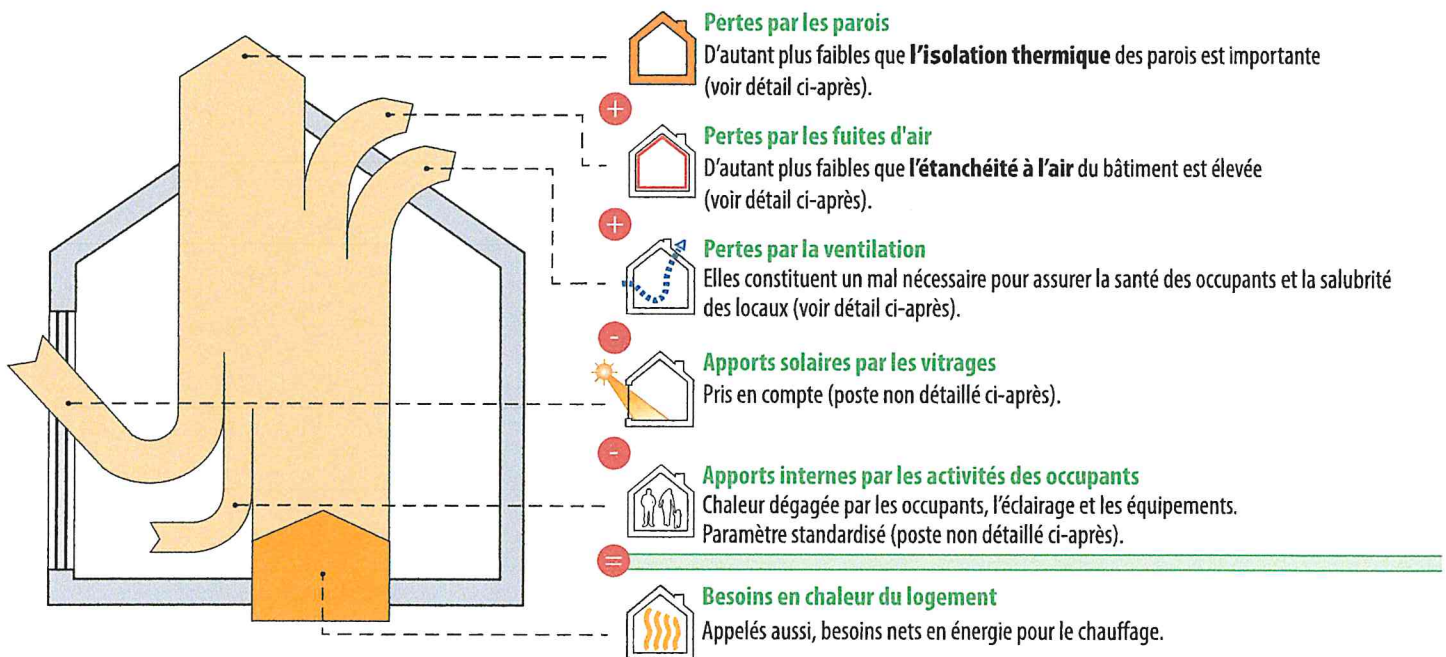 Pertes par les parois
D'autant plus faibles que l'isolation thermique des parois est importante
(voir détail ci-après).
+
Pertes par les fuites d'air
D'autant plus faibles que l'étanchéité à l'air du bâtiment est élevée
(voir détail ci-après).
+
Pertes par la ventilation
Elles constituent un mal nécessaire pour assurer la santé des occupants et la salubrité
des locaux (voir détail ci-après).
-
Apports solaires par les vitrages
Pris en compte (poste non détaillé ci-après).
-
Apports internes par les activités des occupants
Chaleur dégagée par les occupants, l'éclairage et les équipements.
Paramètre standardisé (poste non détaillé ci-après).
=
Besoins en chaleur du logement
Appelés aussi, besoins nets en énergie pour le chauffage.